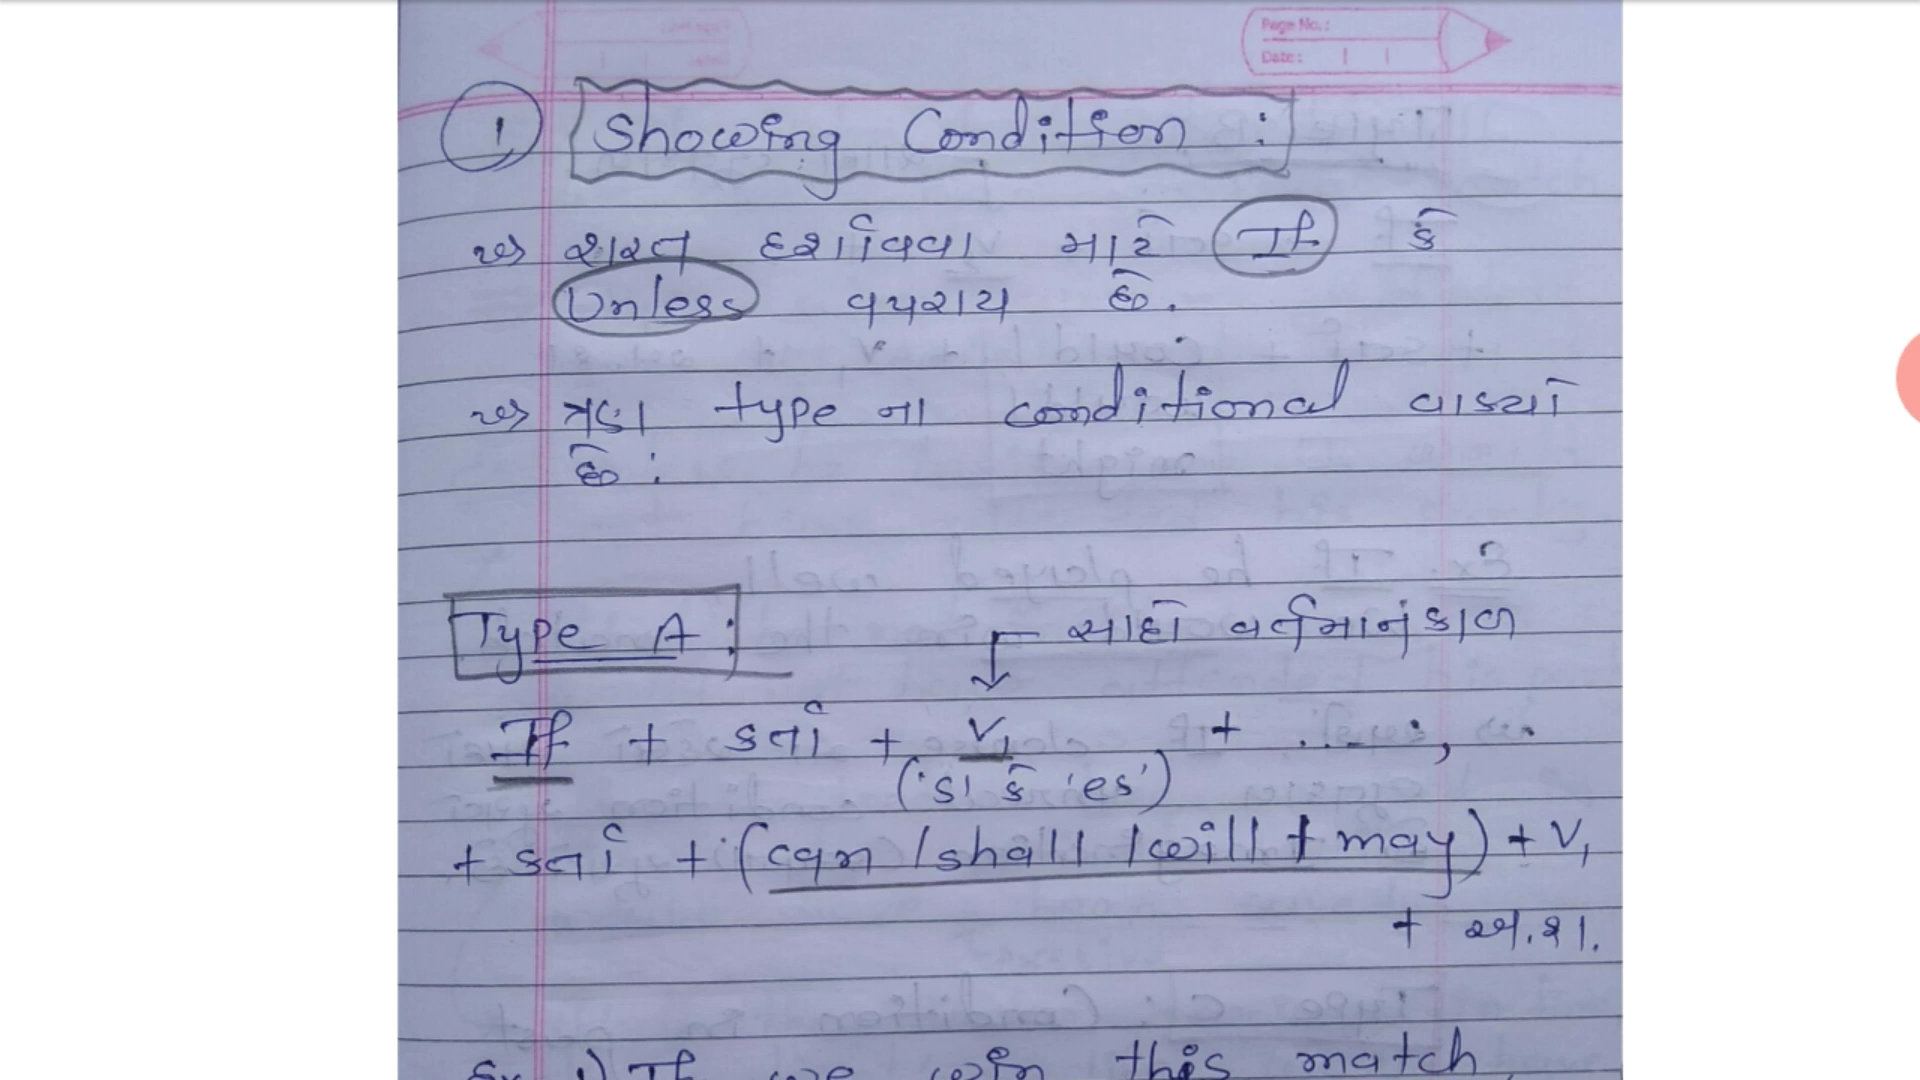 Page No.:
Date:
1 Showing Condition :
શરત દર્શાવવા માટે If કે
Unless વપરાય છે.
ત્રણ type ના conditional વાક્યો
છે :
Type A :
સાદો વર્તમાનકાળ
If + કર્તા + V1 + ....,
('s' કે 'es')
+ કર્તા + (can / shall / will + may) + V1
+ અ.શ.
Ex. 1) If we win this match,